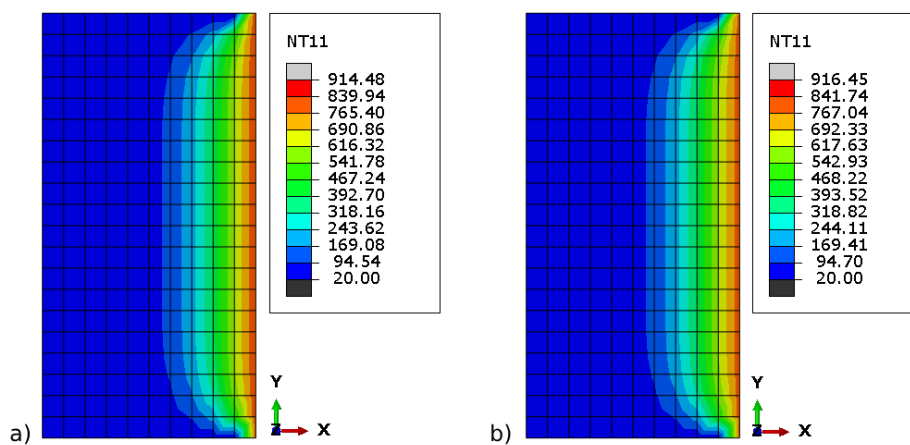 NT11
914.48
839.94
765.40
690.86
616.32
541.78
467.24
392.70
318.16
243.62
169.08
94.54
20.00
Y
Z
X
a)
NT11
916.45
841.74
767.04
692.33
617.63
542.93
468.22
393.52
318.82
244.11
169.41
94.70
20.00
Y
Z
X
b)